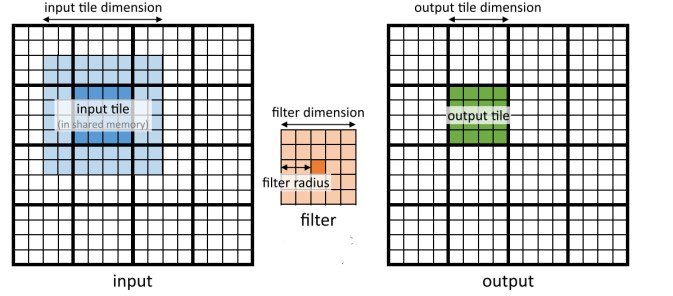 input tile dimension
output tile dimension
input tile
(in shared memory)
filter dimension
output tile
filter radius
filter
input
output